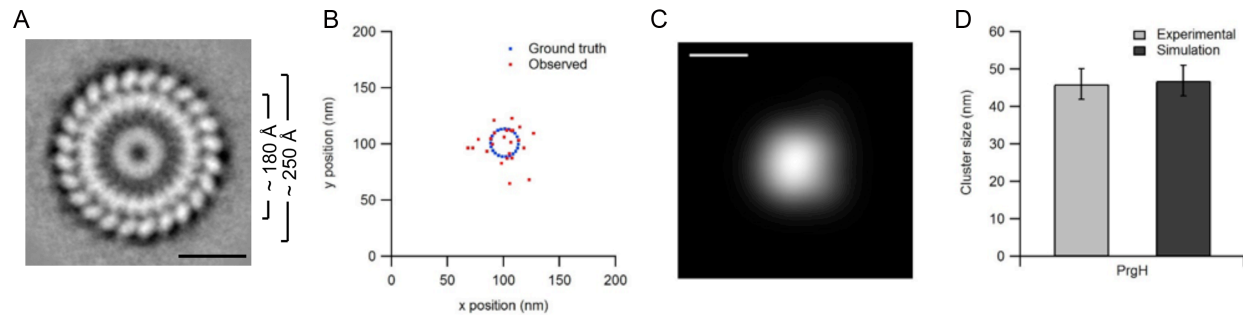 A
~ 180 Å
~ 250 Å
B
200
150
100
50
0
y position (nm)
0
50
100
150
200
x position (nm)
Ground truth
Observed
C
D
60
50
40
30
20
10
0
Cluster size (nm)
Experimental
Simulation
PrgH